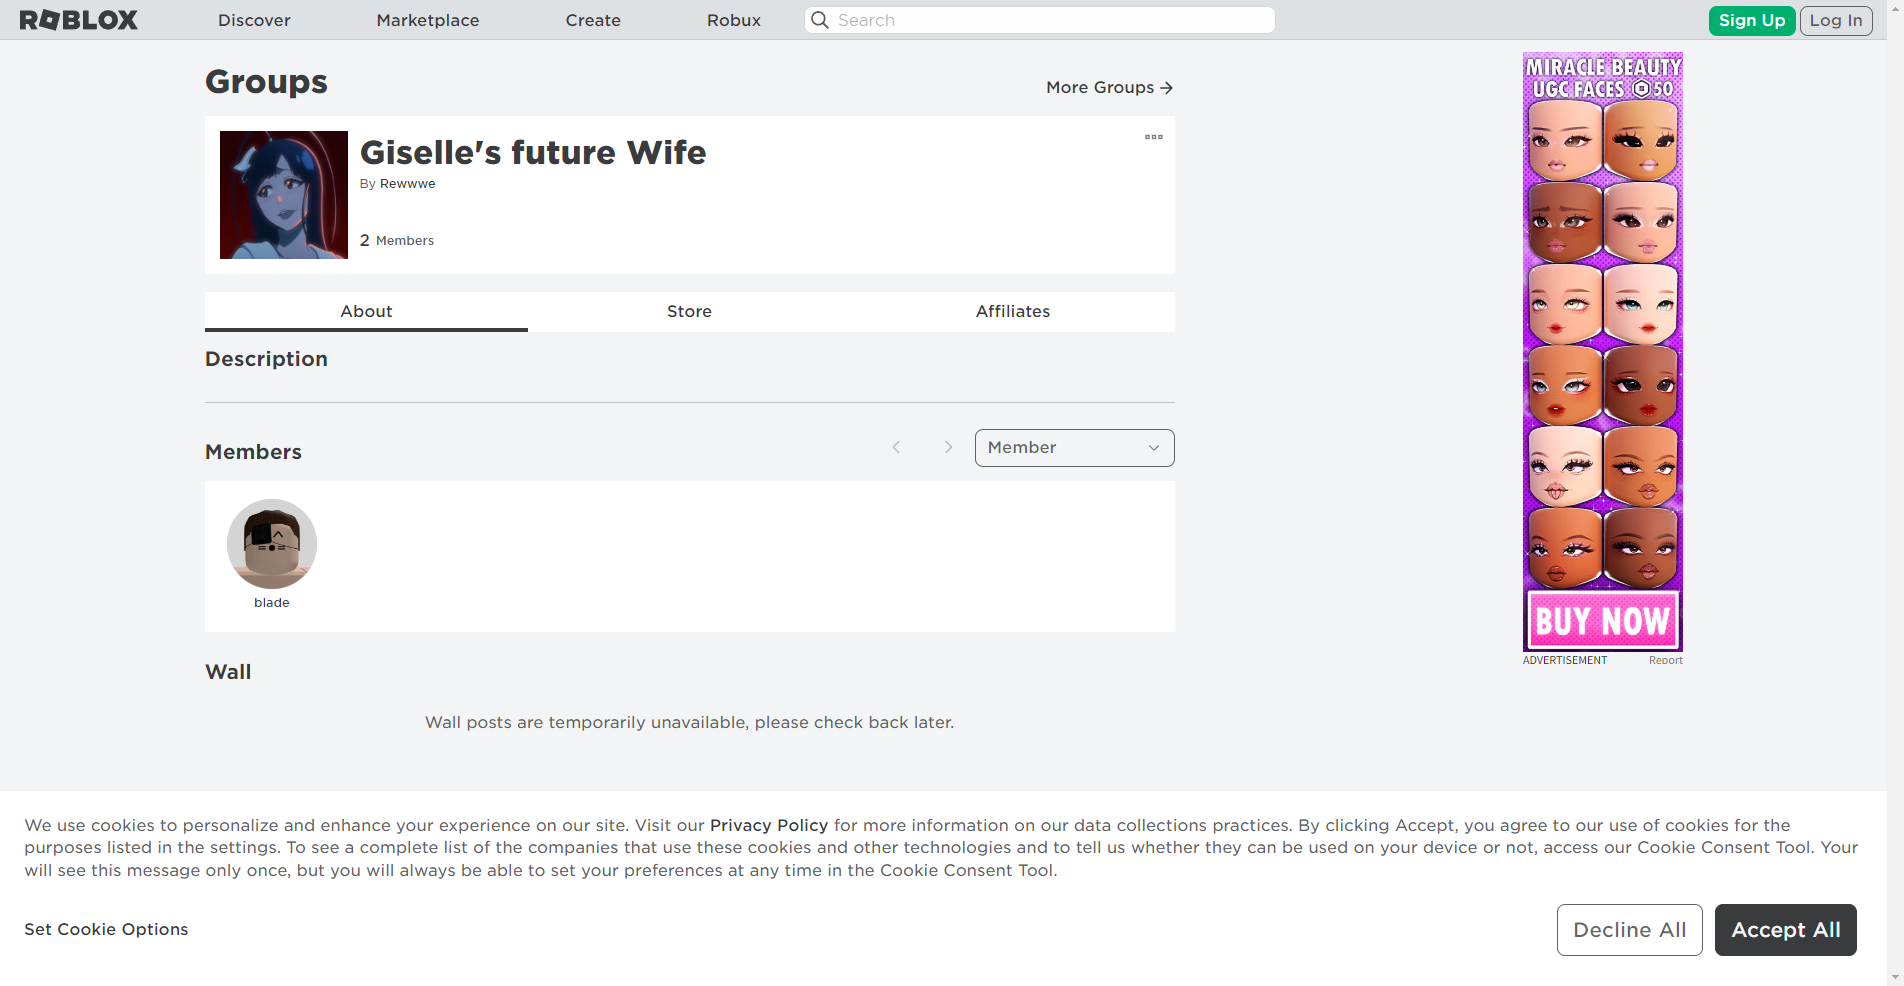 ROBLOX
Discover
Marketplace
Create
Robux
Search
Sign Up
Log In
Groups
More Groups
Giselle's future Wife
By Rewwwe
2 Members
About
Store
Affiliates
Description
Members
Member
blade
Wall
Wall posts are temporarily unavailable, please check back later.
MIRACLE BEAUTY
UGC FACES 50
BUY NOW
ADVERTISEMENT
Report
We use cookies to personalize and enhance your experience on our site. Visit our Privacy Policy for more information on our data collections practices. By clicking Accept, you agree to our use of cookies for the
purposes listed in the settings. To see a complete list of the companies that use these cookies and other technologies and to tell us whether they can be used on your device or not, access our Cookie Consent Tool. Your
will see this message only once, but you will always be able to set your preferences at any time in the Cookie Consent Tool.
Set Cookie Options
Decline All
Accept All